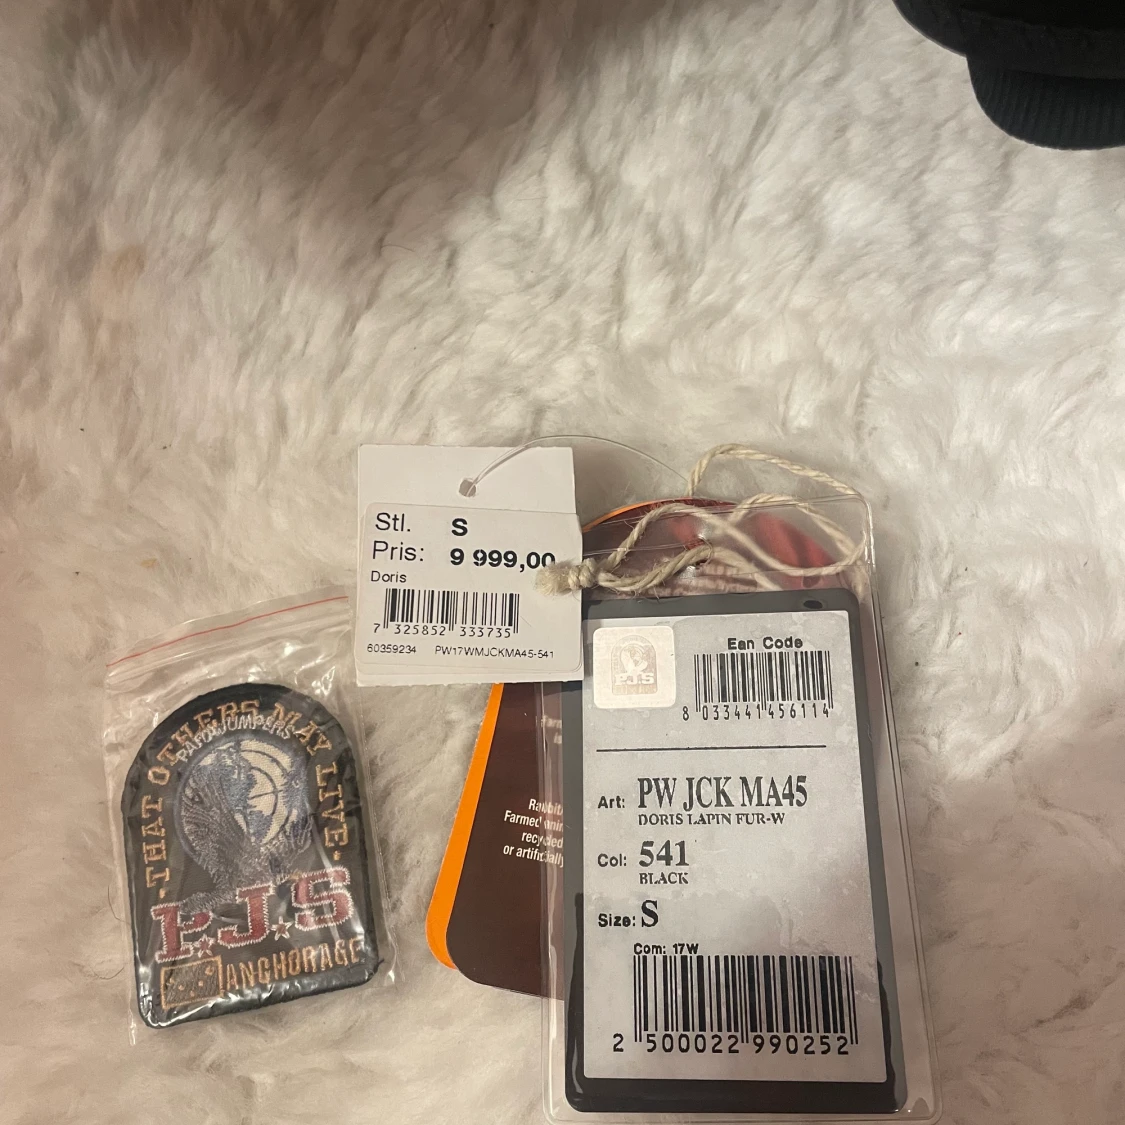 Stl. S
Pris: 9 999,00
Doris
7 325852 333735
60359234 PW17WMJCKMA45-541
THAT OTHERS MAY LIVE
PARAJUMPERS
P.J.S
ANCHORAGE
Farmed
or artificially
P.J.S
Ean Code
8 033441 456114
Art: PW JCK MA45
DORIS LAPIN FUR-W
Col: 541
BLACK
Size: S
Com: 17W
2 500022 990252